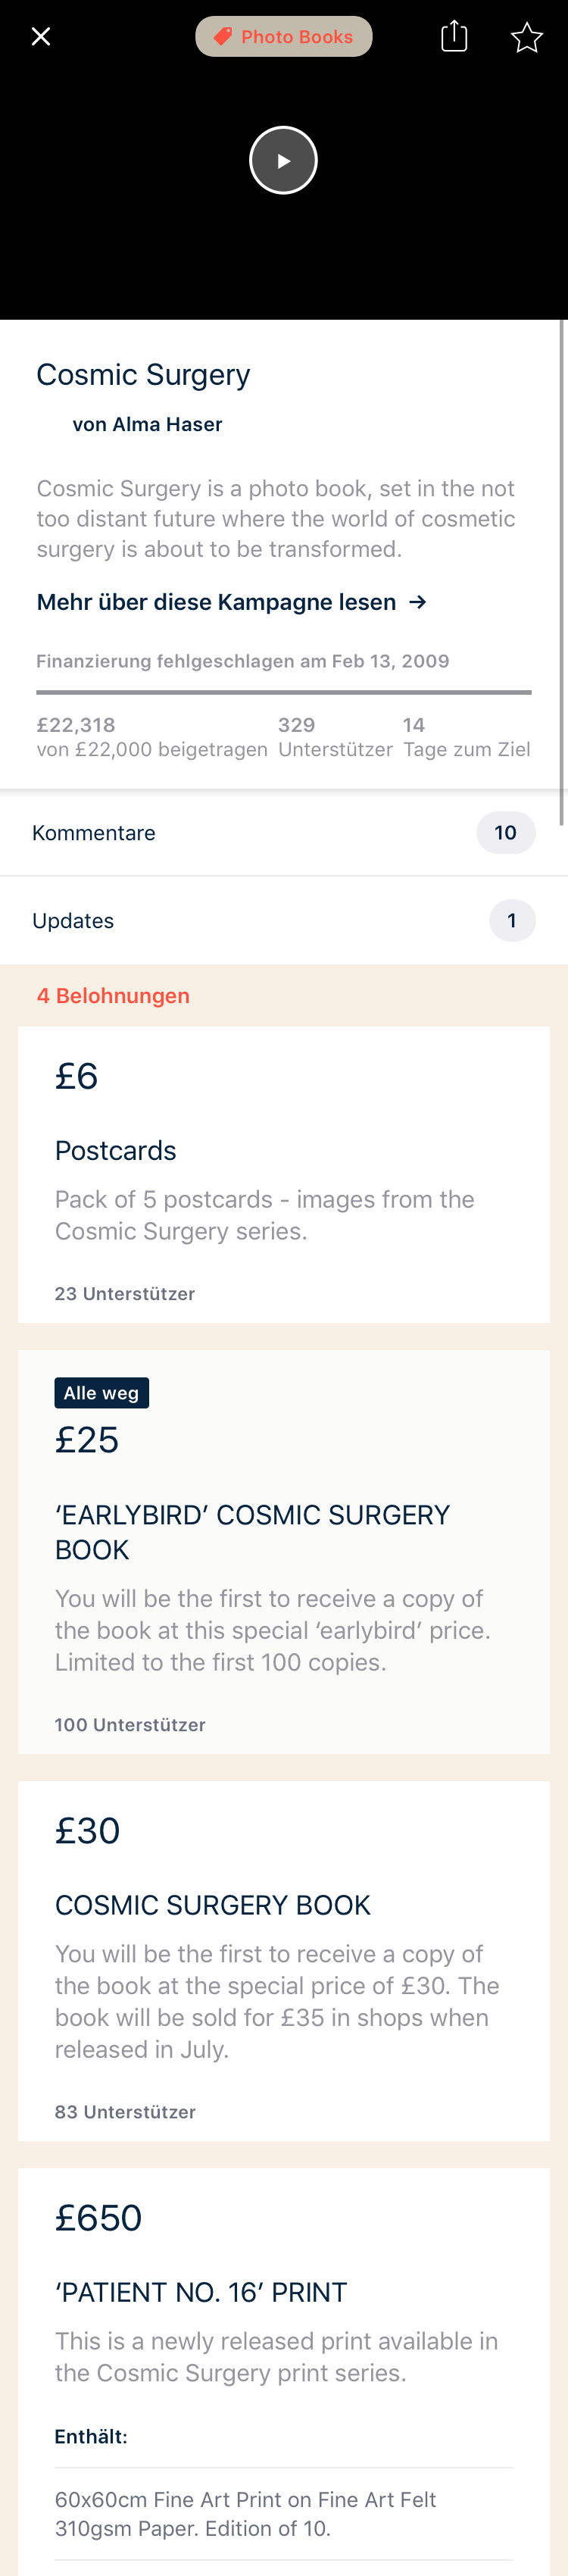 Photo Books
Cosmic Surgery
von Alma Haser
Cosmic Surgery is a photo book, set in the not
too distant future where the world of cosmetic
surgery is about to be transformed.
Mehr über diese Kampagne lesen →
Finanzierung fehlgeschlagen am Feb 13, 2009
£22,318
von £22,000 beigetragen
329
Unterstützer
14
Tage zum Ziel
Kommentare
10
Updates
1
4 Belohnungen
£6
Postcards
Pack of 5 postcards - images from the
Cosmic Surgery series.
23 Unterstützer
Alle weg
£25
‘EARLYBIRD’ COSMIC SURGERY
BOOK
You will be the first to receive a copy of
the book at this special ‘earlybird’ price.
Limited to the first 100 copies.
100 Unterstützer
£30
COSMIC SURGERY BOOK
You will be the first to receive a copy of
the book at the special price of £30. The
book will be sold for £35 in shops when
released in July.
83 Unterstützer
£650
‘PATIENT NO. 16’ PRINT
This is a newly released print available in
the Cosmic Surgery print series.
Enthält:
60x60cm Fine Art Print on Fine Art Felt
310gsm Paper. Edition of 10.